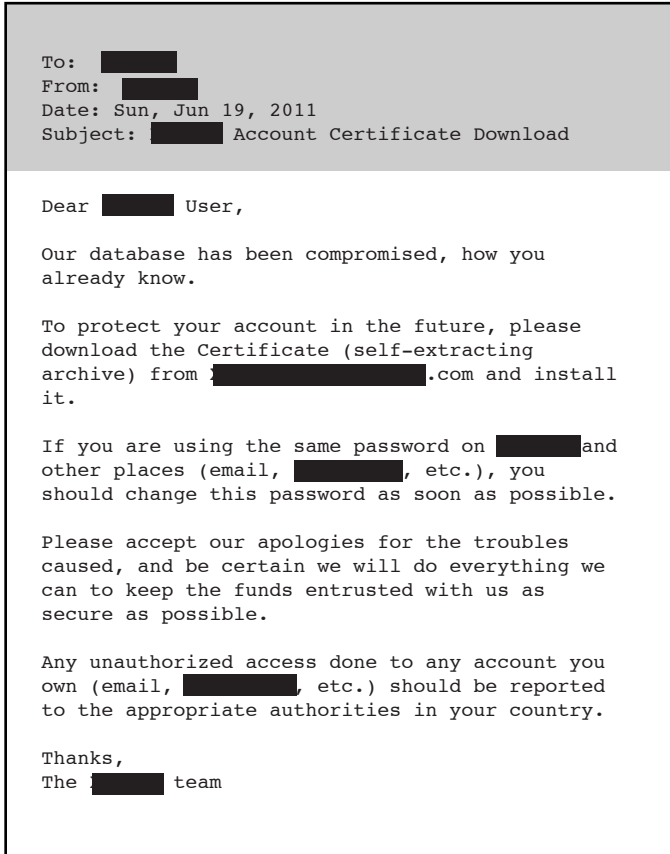 To:
From:
Date: Sun, Jun 19, 2011
Subject: Account Certificate Download
Dear User,
Our database has been compromised, how you
already know.
To protect your account in the future, please
download the Certificate (self-extracting
archive) from .com and install
it.
If you are using the same password on and
other places (email, , etc.), you
should change this password as soon as possible.
Please accept our apologies for the troubles
caused, and be certain we will do everything we
can to keep the funds entrusted with us as
secure as possible.
Any unauthorized access done to any account you
own (email, , etc.) should be reported
to the appropriate authorities in your country.
Thanks,
The team